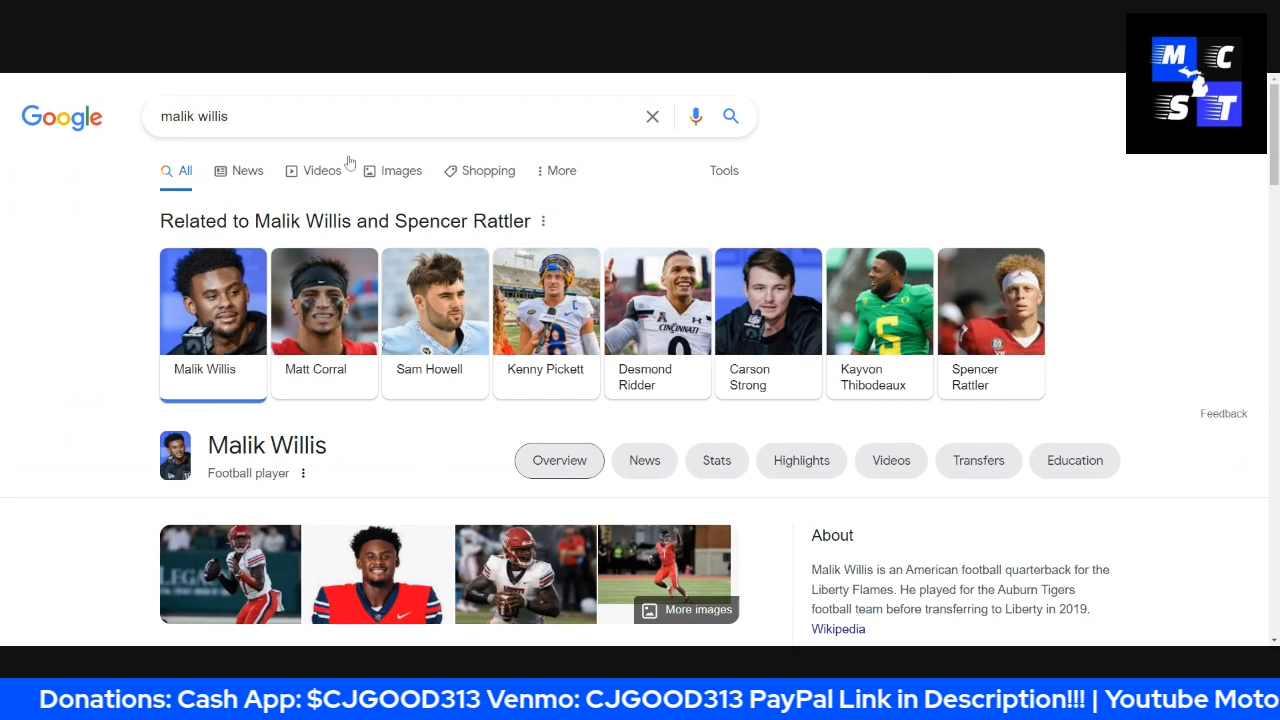 M C
S T
Google
malik willis
All News Videos Images Shopping More Tools
Related to Malik Willis and Spencer Rattler
CINCINNATI
0
5
Malik Willis
Matt Corral
Sam Howell
Kenny Pickett
Desmond
Ridder
Carson
Strong
Kayvon
Thibodeaux
Spencer
Rattler
Feedback
Malik Willis
Football player
Overview News Stats Highlights Videos Transfers Education
More images
About
Malik Willis is an American football quarterback for the
Liberty Flames. He played for the Auburn Tigers
football team before transferring to Liberty in 2019.
Wikipedia
Donations: Cash App: $CJGOOD313 Venmo: CJGOOD313 PayPal Link in Description!!! | Youtube Moto